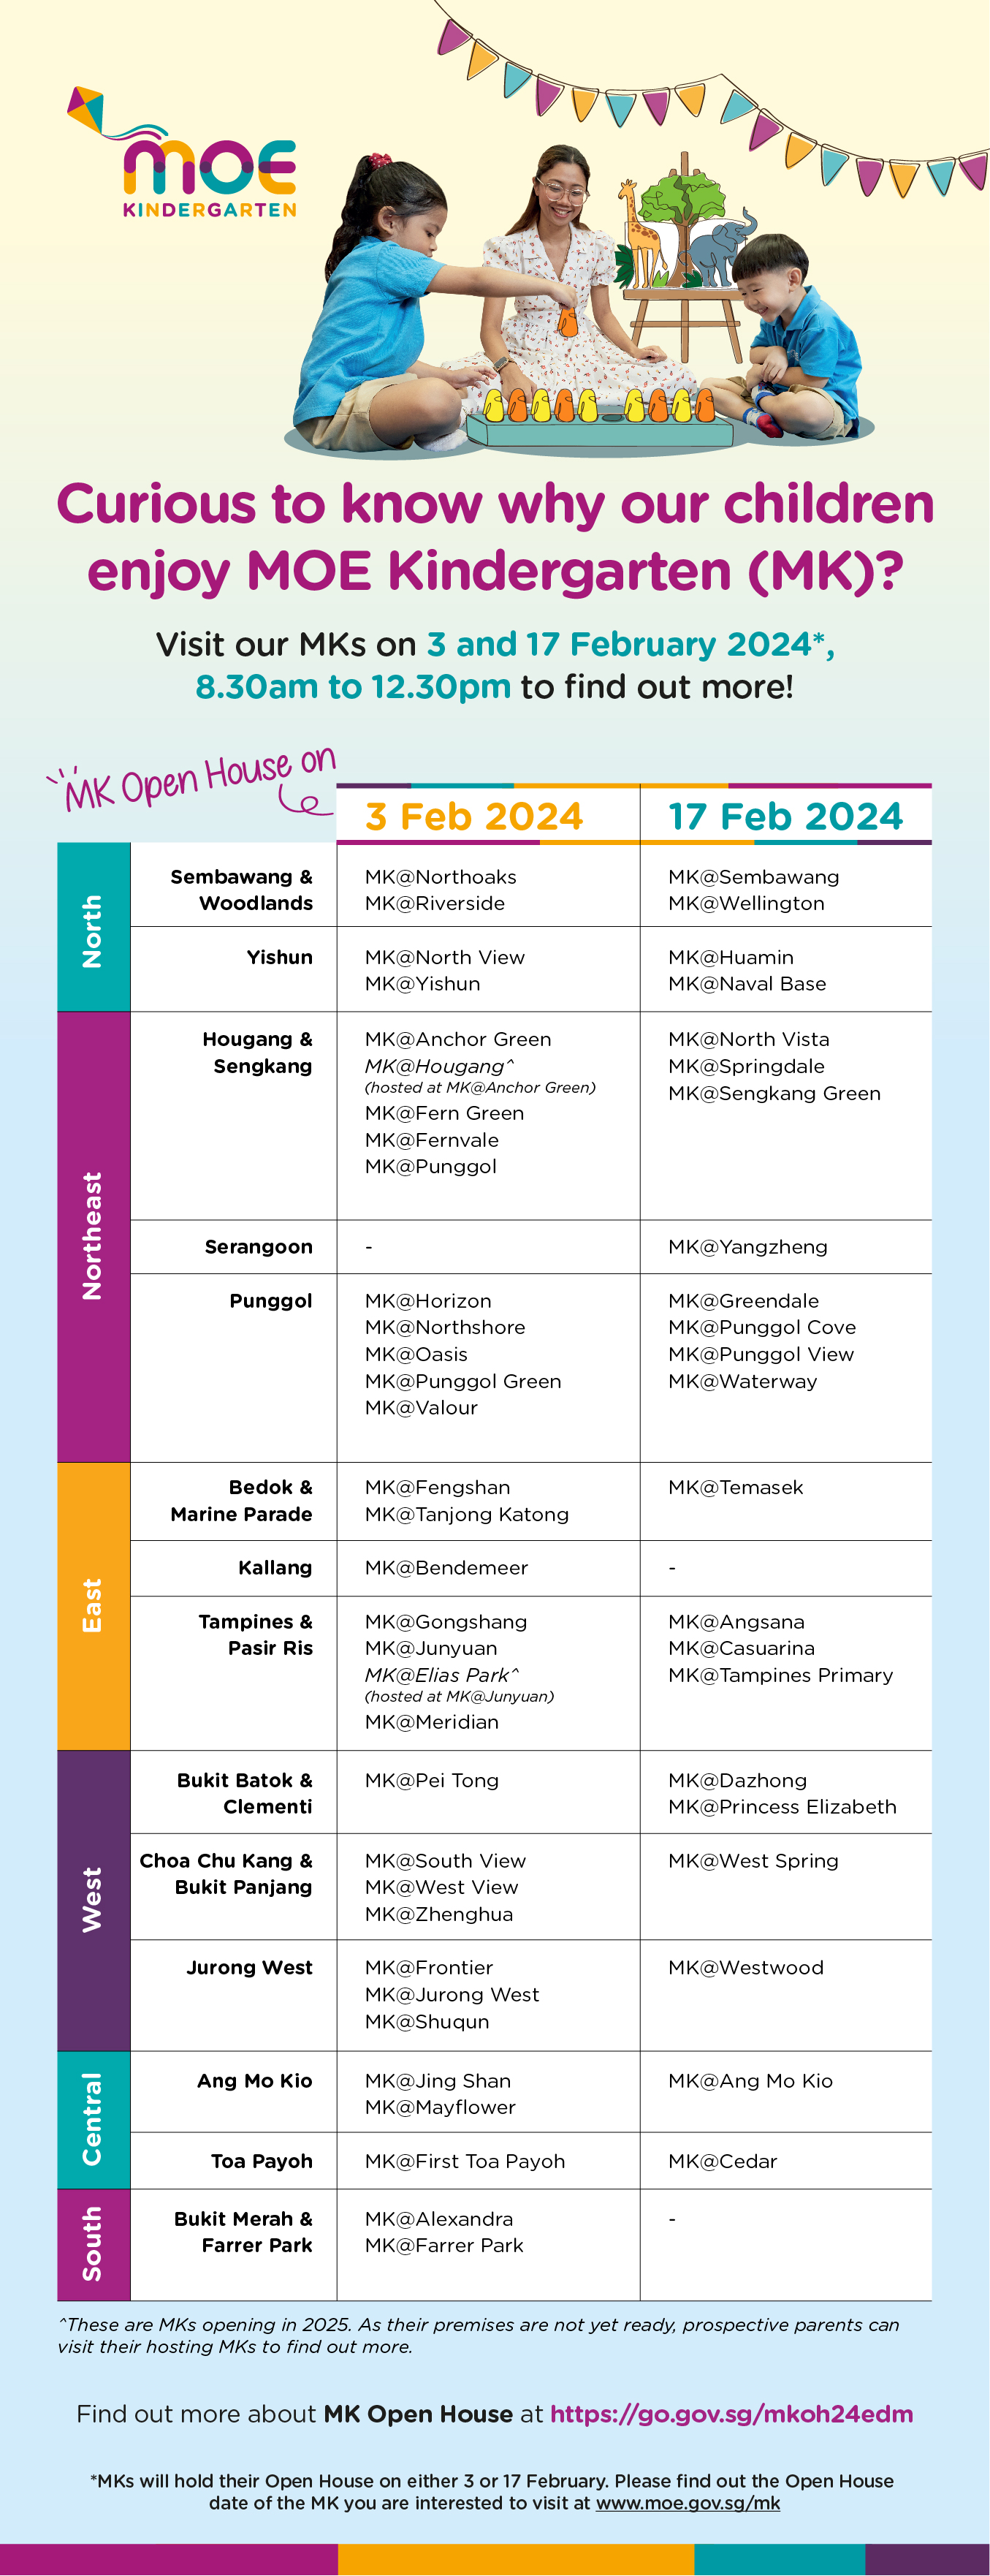 moe
KINDERGARTEN
Curious to know why our children
enjoy MOE Kindergarten (MK)?
Visit our MKs on 3 and 17 February 2024*,
8.30am to 12.30pm to find out more!
MK Open House on
3 Feb 2024
17 Feb 2024
North
Sembawang &
Woodlands
MK@Northoaks
MK@Riverside
MK@Sembawang
MK@Wellington
Yishun
MK@North View
MK@Yishun
MK@Huamin
MK@Naval Base
Northeast
Hougang &
Sengkang
MK@Anchor Green
MK@Hougang^
(hosted at MK@Anchor Green)
MK@Fern Green
MK@Fernvale
MK@Punggol
MK@North Vista
MK@Springdale
MK@Sengkang Green
Serangoon
-
MK@Yangzheng
Punggol
MK@Horizon
MK@Northshore
MK@Oasis
MK@Punggol Green
MK@Valour
MK@Greendale
MK@Punggol Cove
MK@Punggol View
MK@Waterway
East
Bedok &
Marine Parade
MK@Fengshan
MK@Tanjong Katong
MK@Temasek
Kallang
MK@Bendemeer
-
Tampines &
Pasir Ris
MK@Gongshang
MK@Junyuan
MK@Elias Park^
(hosted at MK@Junyuan)
MK@Meridian
MK@Angsana
MK@Casuarina
MK@Tampines Primary
West
Bukit Batok &
Clementi
MK@Pei Tong
MK@Dazhong
MK@Princess Elizabeth
Choa Chu Kang &
Bukit Panjang
MK@South View
MK@West View
MK@Zhenghua
MK@West Spring
Jurong West
MK@Frontier
MK@Jurong West
MK@Shuqun
MK@Westwood
Central
Ang Mo Kio
MK@Jing Shan
MK@Mayflower
MK@Ang Mo Kio
Toa Payoh
MK@First Toa Payoh
MK@Cedar
South
Bukit Merah &
Farrer Park
MK@Alexandra
MK@Farrer Park
-
^These are MKs opening in 2025. As their premises are not yet ready, prospective parents can
visit their hosting MKs to find out more.
Find out more about MK Open House at https://go.gov.sg/mkoh24edm
*MKs will hold their Open House on either 3 or 17 February. Please find out the Open House
date of the MK you are interested to visit at www.moe.gov.sg/mk